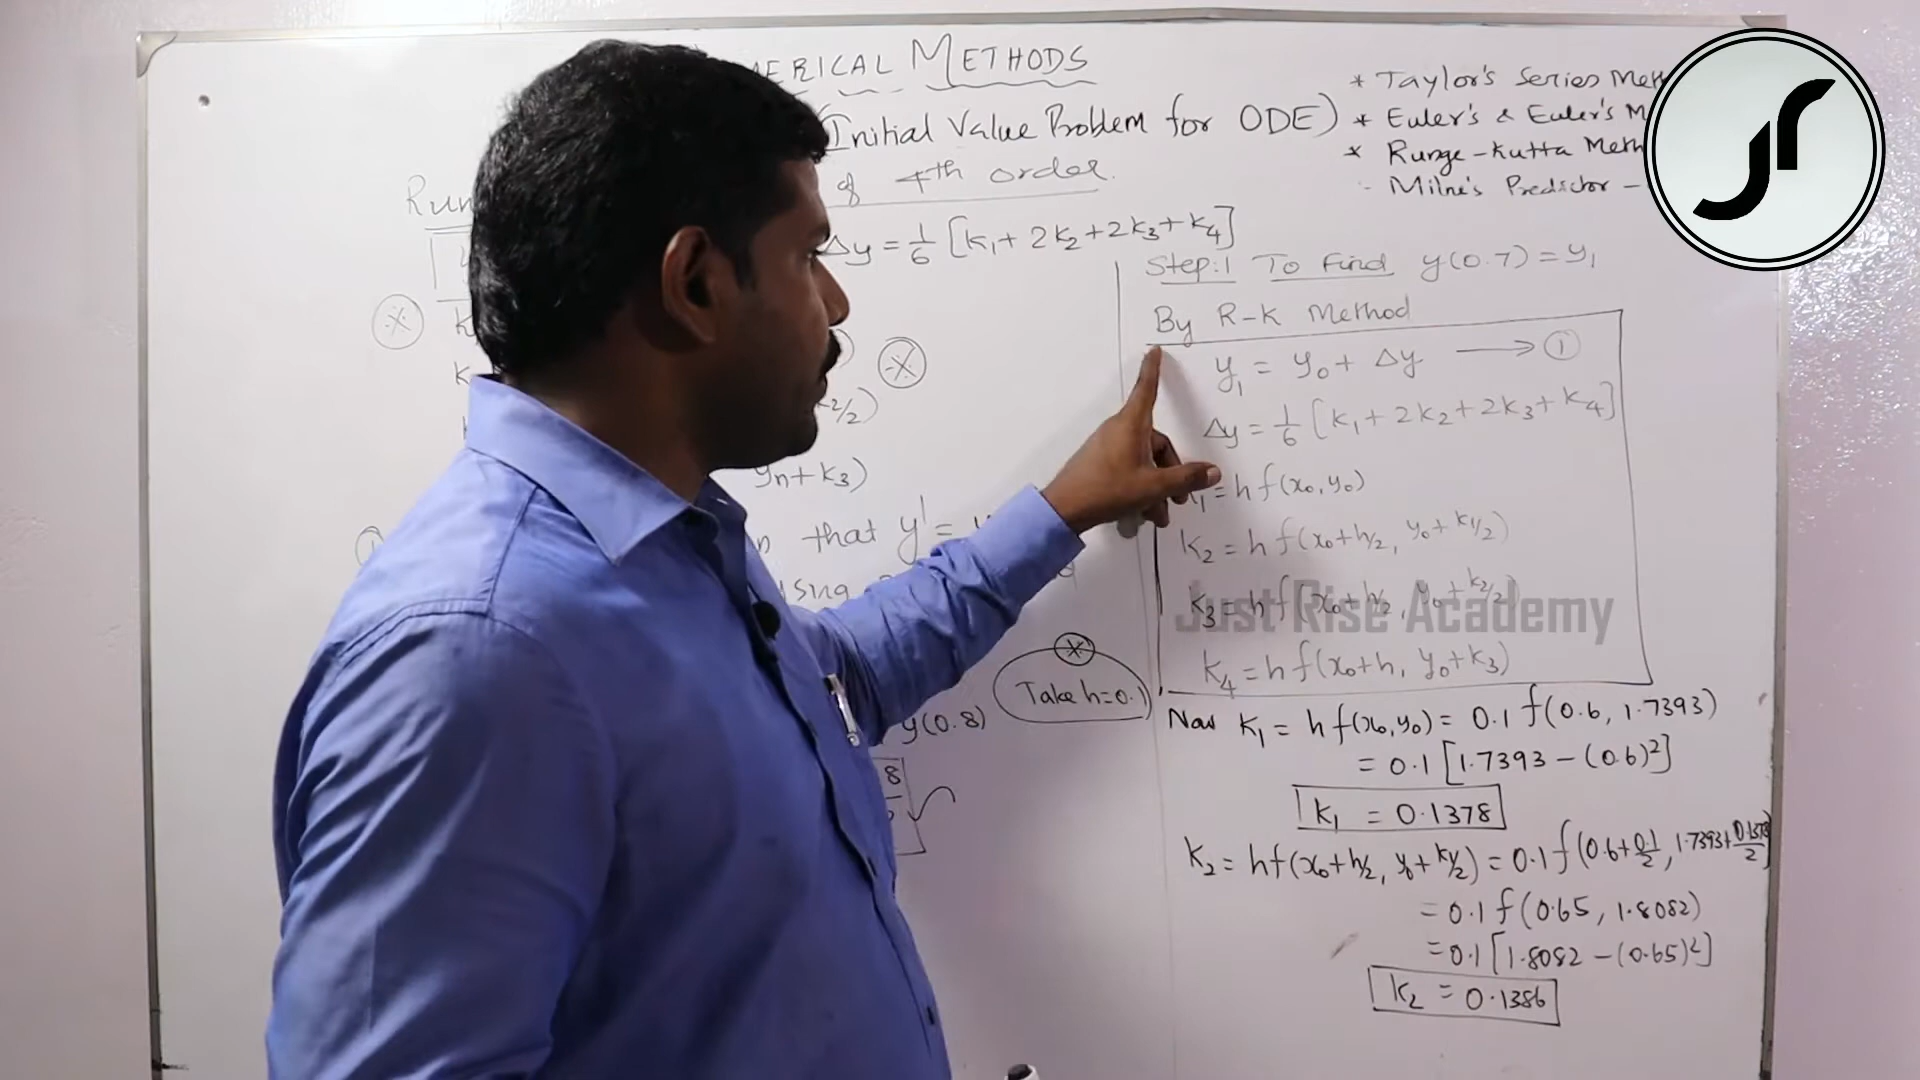 METHODS
(Initial Value Problem for ODE)
of 4th order.
Δy = 1/6 [k₁ + 2k₂ + 2k₃ + k₄]
yₙ + k₃)
that y' =
y(0.8)
8
Take h = 0.1
* Taylor's Series
* Euler's & Euler's
* Runge-Kutta
Milne's Predictor -
Step:1 To Find y(0.7) = y₁
By R-K Method
y₁ = y₀ + Δy → ①
Δy = 1/6 [k₁ + 2k₂ + 2k₃ + k₄]
k₁ = h f(x₀, y₀)
k₂ = h f(x₀ + h/2, y₀ + k₁/2)
k₃ = h f(x₀ + h/2, y₀ + k₂/2)
Just Rise Academy
k₄ = h f(x₀ + h, y₀ + k₃)
Now k₁ = h f(x₀, y₀) = 0.1 f(0.6, 1.7393)
= 0.1 [1.7393 - (0.6)²]
k₁ = 0.1378
k₂ = h f(x₀ + h/2, y₀ + k₁/2) = 0.1 f(0.6 + 0.1/2, 1.7393 + 0.1378/2)
= 0.1 f(0.65, 1.8082)
= 0.1 [1.8082 - (0.65)²]
k₂ = 0.1386